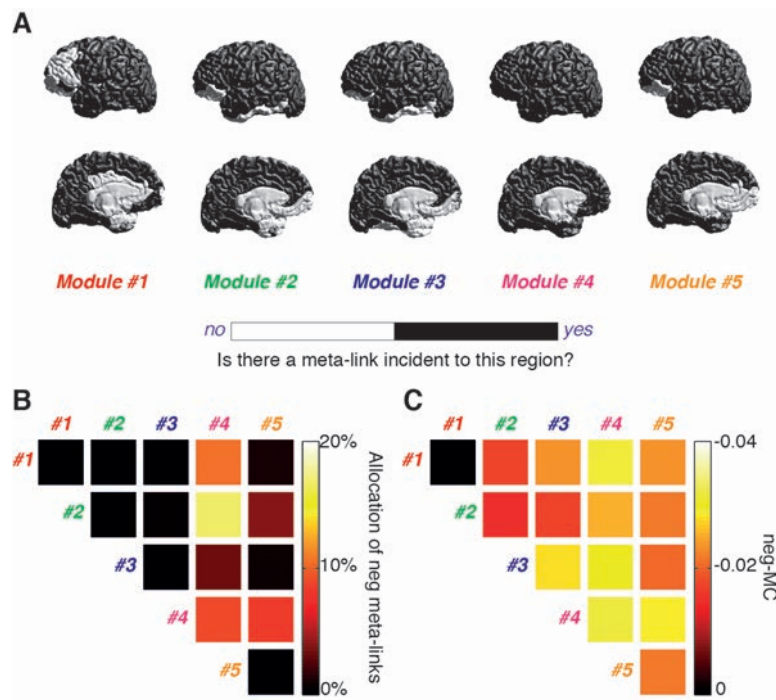 A
Module #1 Module #2 Module #3 Module #4 Module #5
no yes
Is there a meta-link incident to this region?
B
#1 #2 #3 #4 #5
#1
#2
#3
#4
#5
20%
10%
0%
Allocation of neg meta-links
C
#1 #2 #3 #4 #5
#1
#2
#3
#4
#5
-0.04
-0.02
0
neg-MC